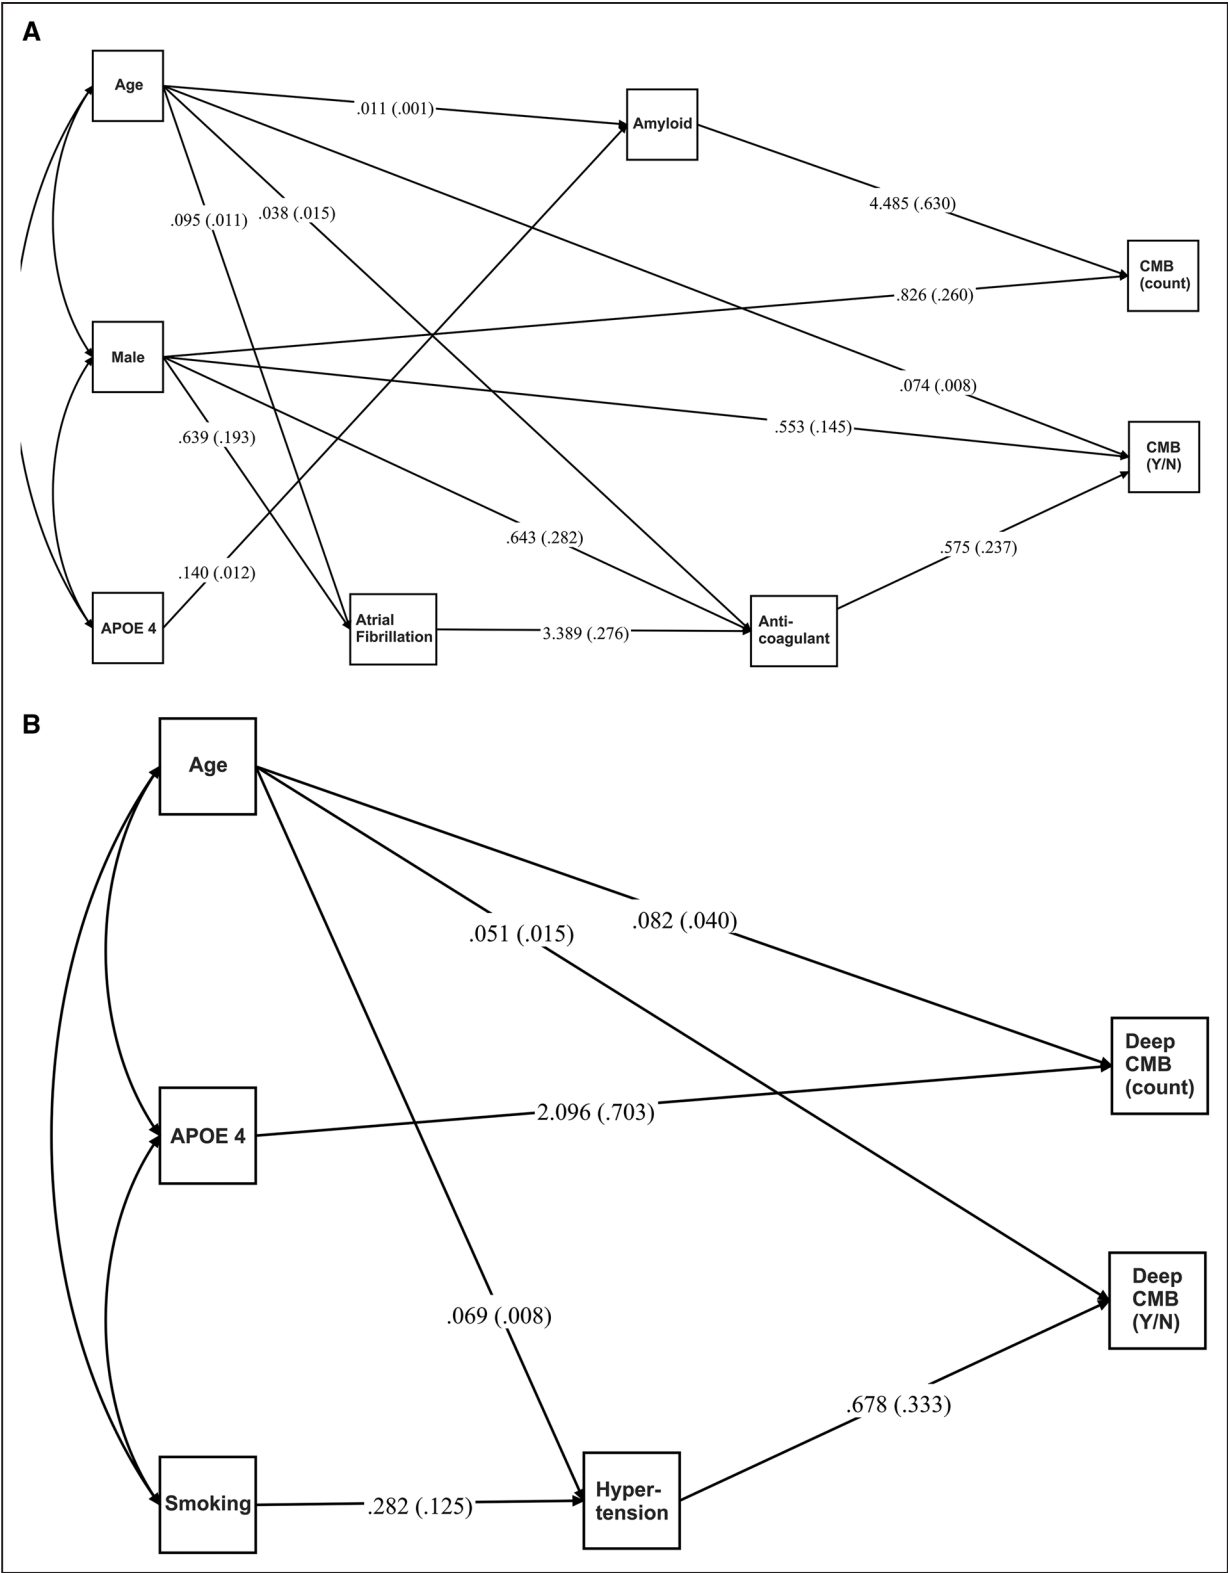 A
Age
.011 (.001)
Amyloid
.095 (.011)
.038 (.015)
4.485 (.630)
CMB
(count)
.826 (.260)
Male
.074 (.008)
.639 (.193)
.553 (.145)
CMB
(Y/N)
.643 (.282)
.575 (.237)
.140 (.012)
APOE 4
Atrial
Fibrillation
3.389 (.276)
Anti-
coagulant
B
Age
.051 (.015)
.082 (.040)
Deep
CMB
(count)
2.096 (.703)
APOE 4
Deep
CMB
(Y/N)
.069 (.008)
.678 (.333)
Smoking
.282 (.125)
Hyper-
tension